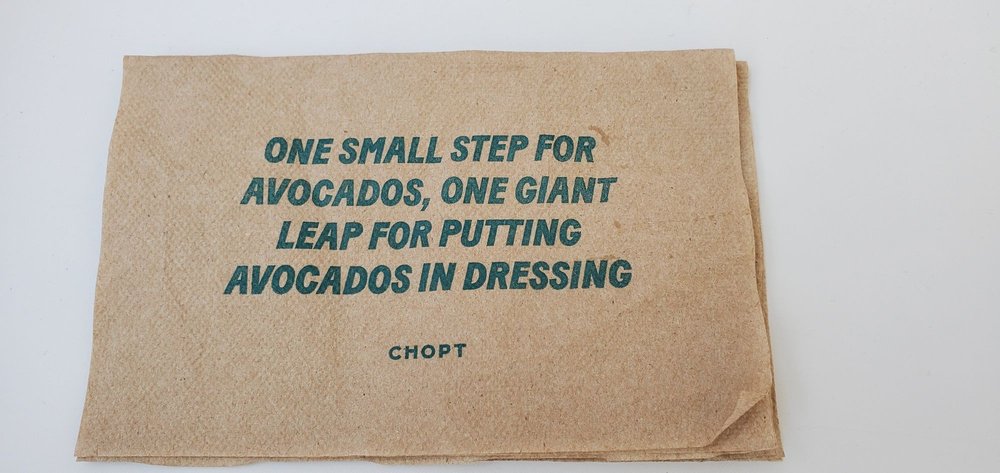 ONE SMALL STEP FOR
AVOCADOS, ONE GIANT
LEAP FOR PUTTING
AVOCADOS IN DRESSING
CHOPT